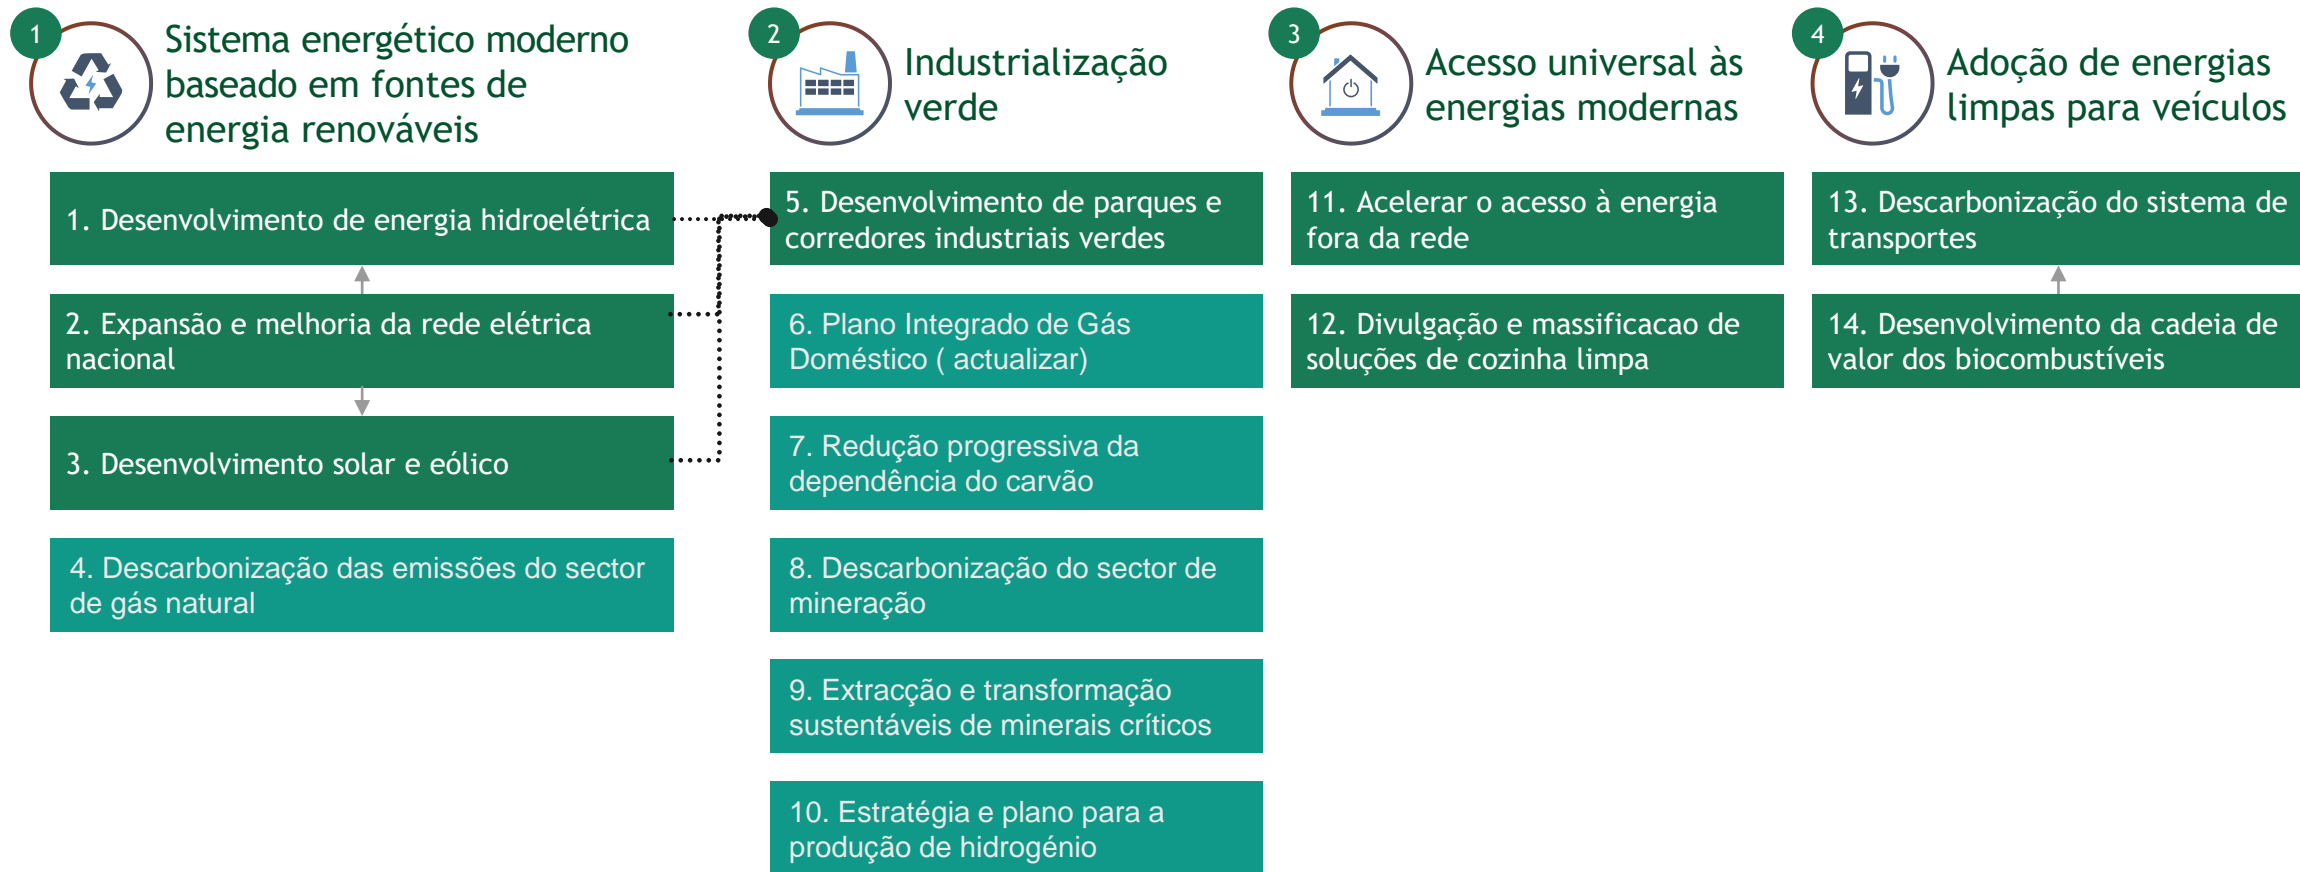 1
Sistema energético moderno
baseado em fontes de
energia renováveis
1. Desenvolvimento de energia hidroelétrica
2. Expansão e melhoria da rede elétrica
nacional
3. Desenvolvimento solar e eólico
4. Descarbonização das emissões do sector
de gás natural
2
Industrialização
verde
5. Desenvolvimento de parques e
corredores industriais verdes
6. Plano Integrado de Gás
Doméstico ( actualizar)
7. Redução progressiva da
dependência do carvão
8. Descarbonização do sector de
mineração
9. Extracção e transformação
sustentáveis de minerais críticos
10. Estratégia e plano para a
produção de hidrogénio
3
Acesso universal às
energias modernas
11. Acelerar o acesso à energia
fora da rede
12. Divulgação e massificacao de
soluções de cozinha limpa
4
Adoção de energias
limpas para veículos
13. Descarbonização do sistema de
transportes
14. Desenvolvimento da cadeia de
valor dos biocombustíveis